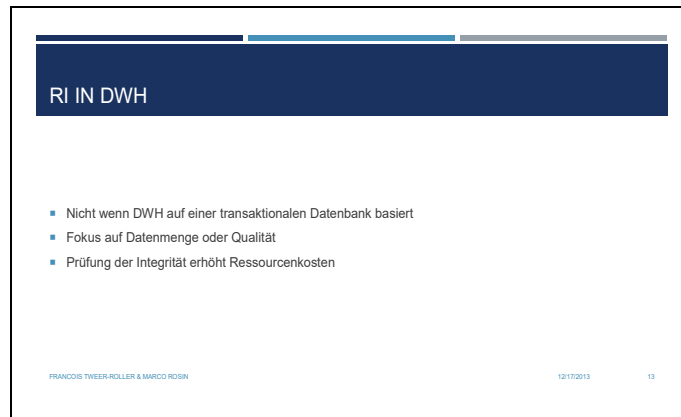 RI IN DWH
Nicht wenn DWH auf einer transaktionalen Datenbank basiert
Fokus auf Datenmenge oder Qualität
Prüfung der Integrität erhöht Ressourcenkosten
FRANCOIS TWEER-ROLLER & MARCO ROSIN
12/17/2013
13